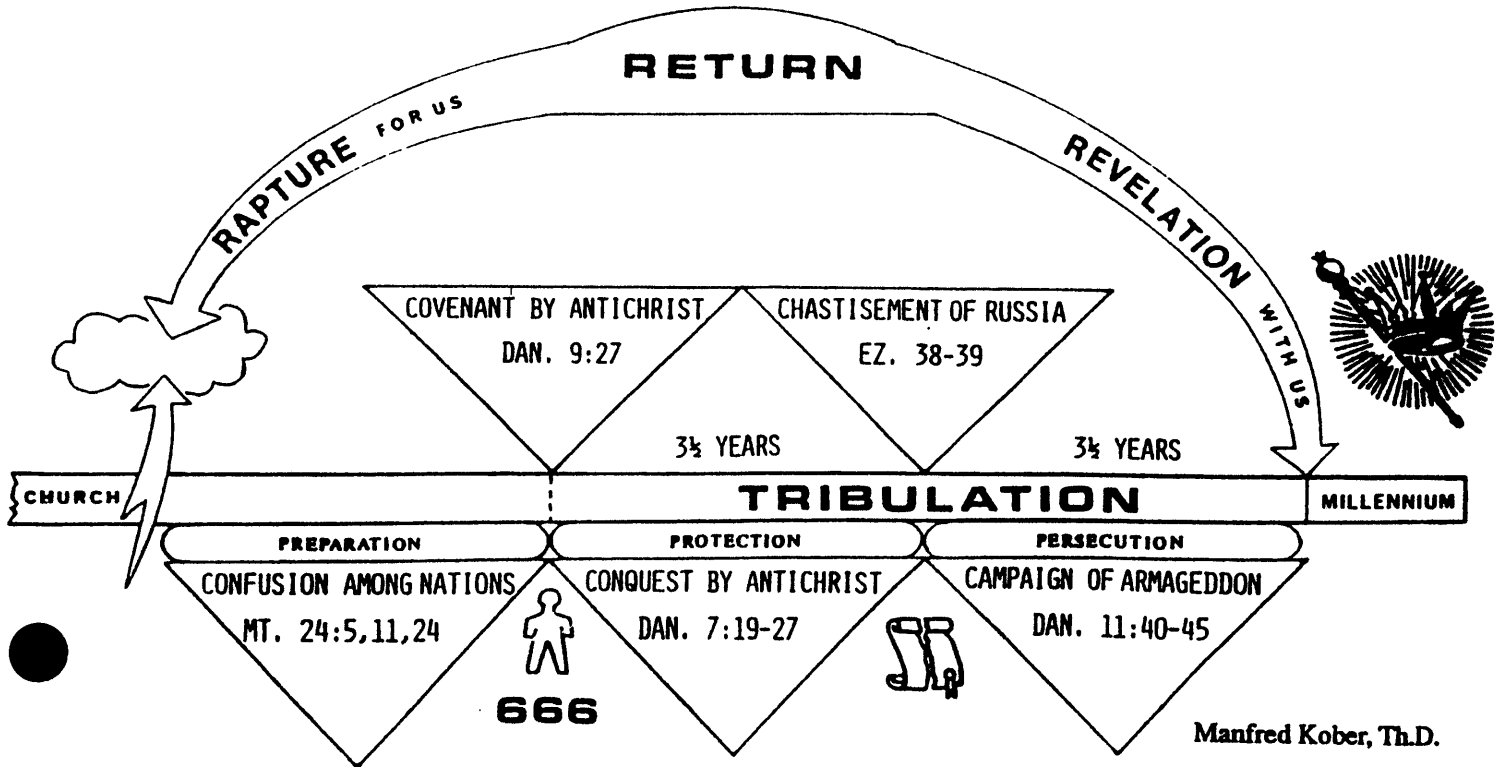 RETURN
RAPTURE FOR US
REVELATION WITH US
COVENANT BY ANTICHRIST
DAN. 9:27
CHASTISEMENT OF RUSSIA
EZ. 38-39
3½ YEARS
3½ YEARS
CHURCH
TRIBULATION
MILLENNIUM
PREPARATION
PROTECTION
PERSECUTION
CONFUSION AMONG NATIONS
MT. 24:5,11,24
CONQUEST BY ANTICHRIST
DAN. 7:19-27
CAMPAIGN OF ARMAGEDDON
DAN. 11:40-45
666
Manfred Kober, Th.D.